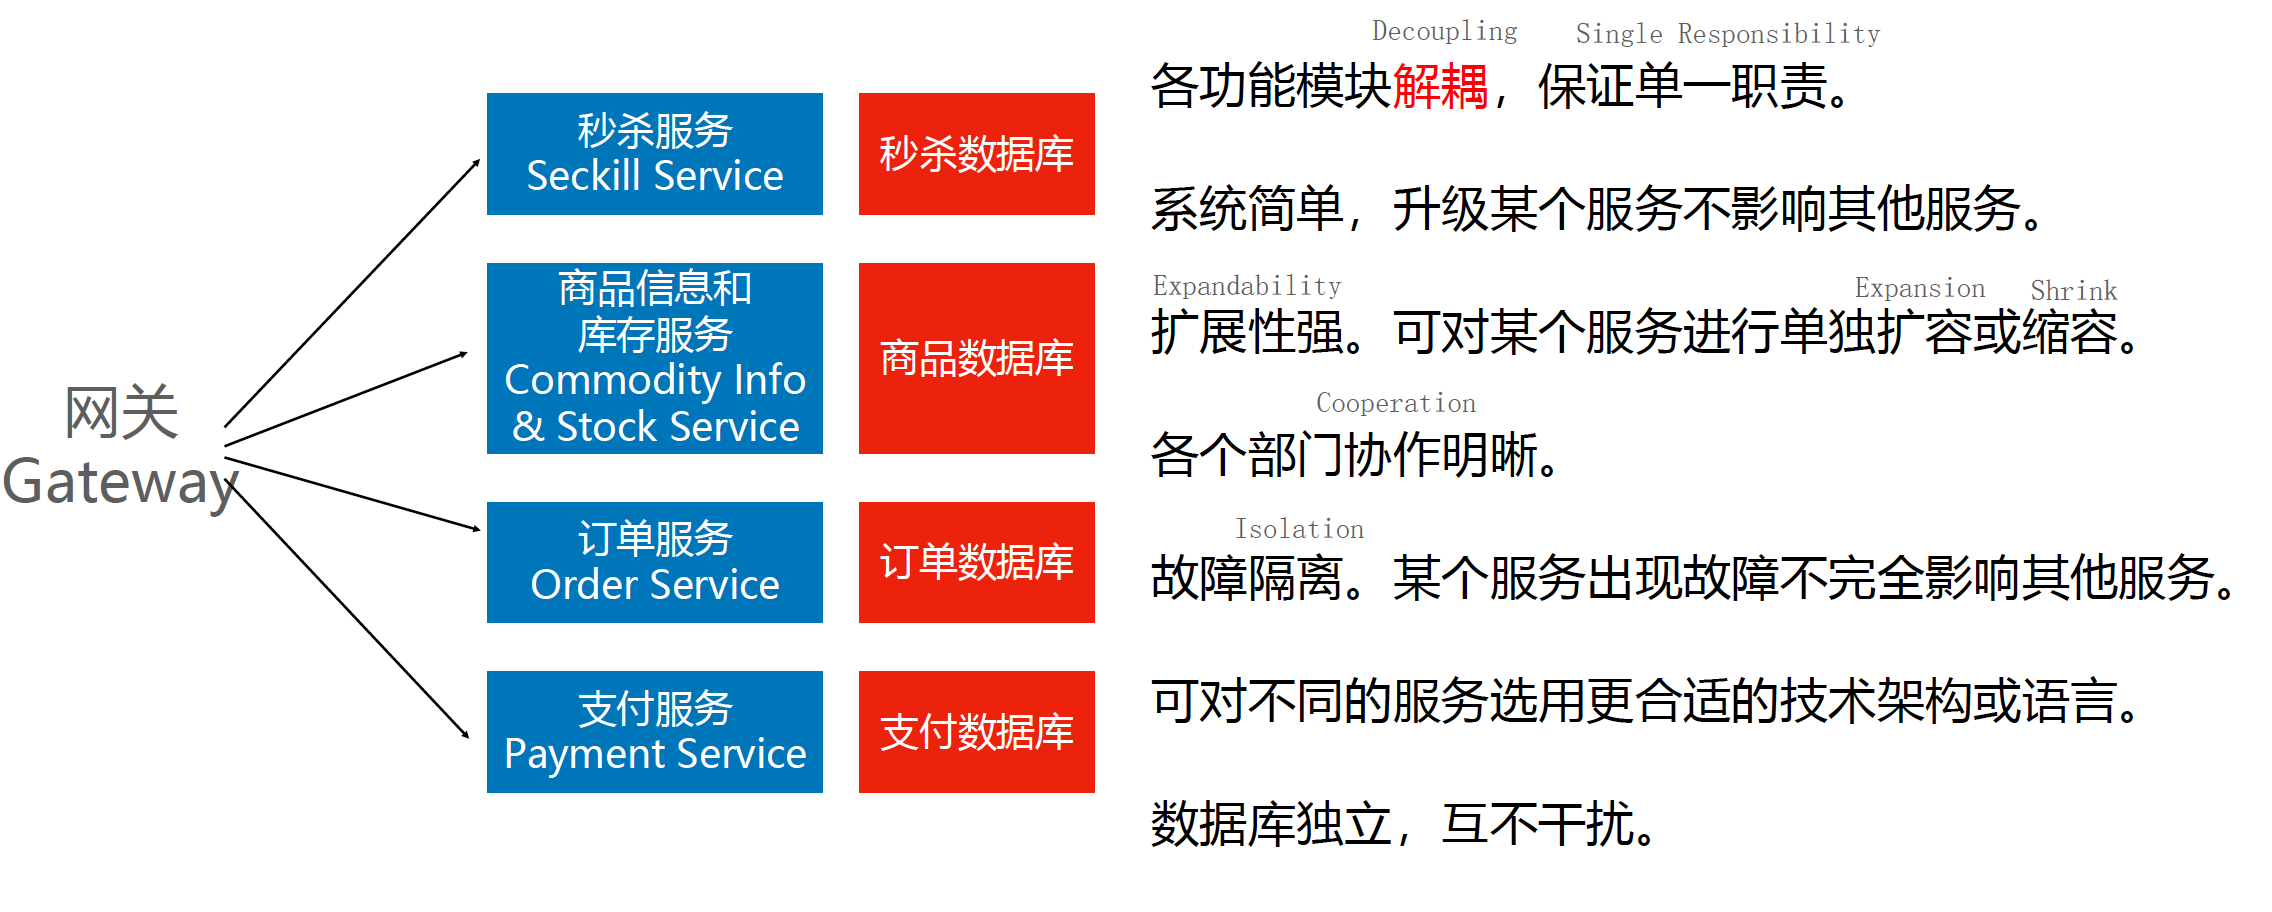 网关
Gateway
秒杀服务
Seckill Service
秒杀数据库
商品信息和
库存服务
Commodity Info
& Stock Service
商品数据库
订单服务
Order Service
订单数据库
支付服务
Payment Service
支付数据库
Decoupling Single Responsibility
各功能模块解耦，保证单一职责。
系统简单，升级某个服务不影响其他服务。
Expandability Expansion Shrink
扩展性强。可对某个服务进行单独扩容或缩容。
Cooperation
各个部门协作明晰。
Isolation
故障隔离。某个服务出现故障不完全影响其他服务。
可对不同的服务选用更合适的技术架构或语言。
数据库独立，互不干扰。